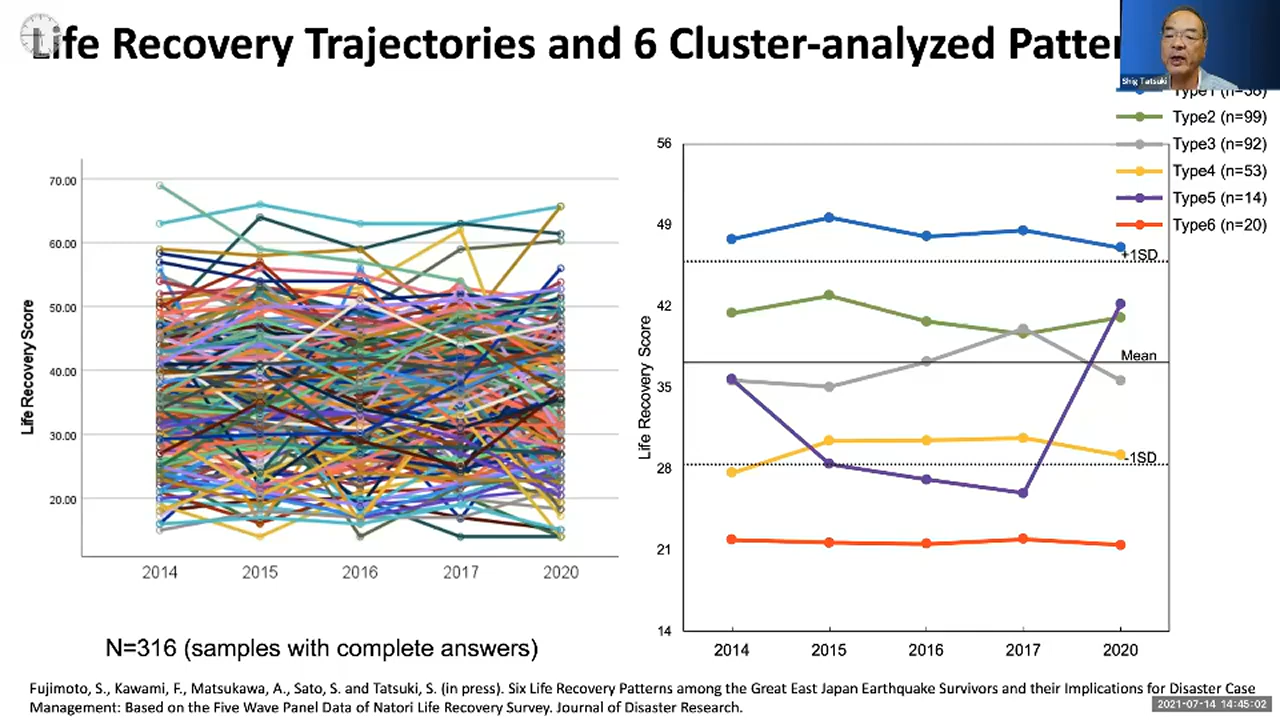 Life Recovery Trajectories and 6 Cluster-analyzed
Shig Tatsuki
Type1 (n=38)
Type2 (n=99)
Type3 (n=92)
Type4 (n=53)
Type5 (n=14)
Type6 (n=20)
70.00
60.00
50.00
40.00
30.00
20.00
Life Recovery Score
2014 2015 2016 2017 2020
N=316 (samples with complete answers)
56
49
42
35
28
21
14
Life Recovery Score
+1SD
Mean
-1SD
2014 2015 2016 2017 2020
Fujimoto, S., Kawami, F., Matsukawa, A., Sato, S. and Tatsuki, S. (in press). Six Life Recovery Patterns among the Great East Japan Earthquake Survivors and their Implications for Disaster Case
Management: Based on the Five Wave Panel Data of Natori Life Recovery Survey. Journal of Disaster Research.
2021-07-14 14:45:02